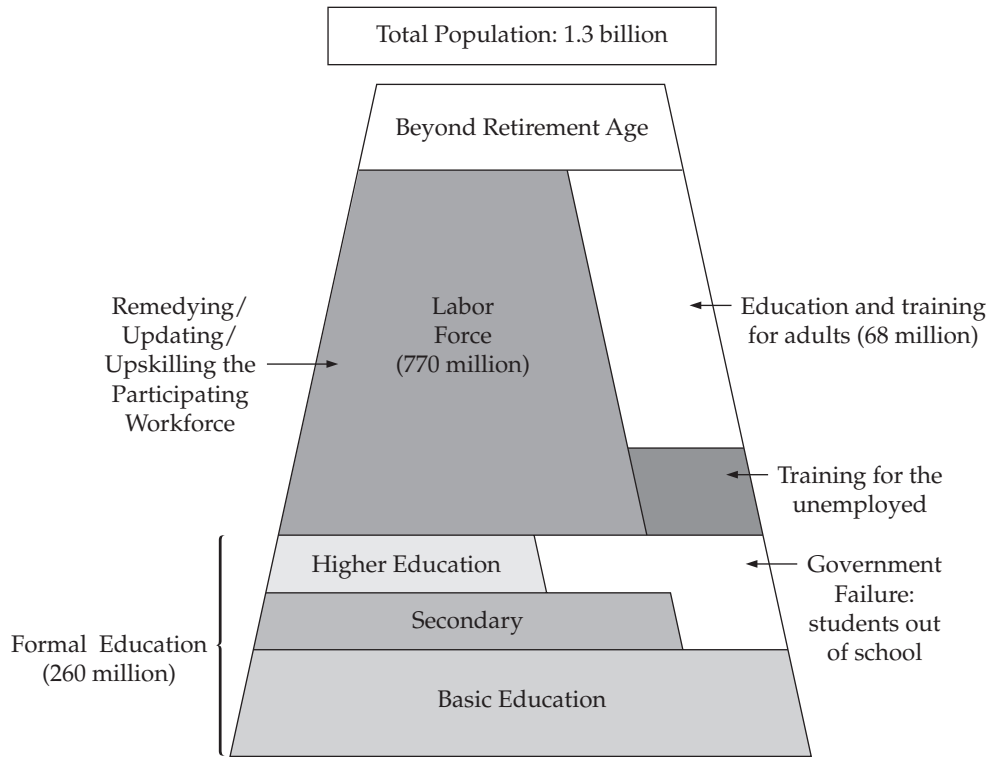 Total Population: 1.3 billion
Beyond Retirement Age
Remedying/
Updating/
Upskilling the
Participating
Workforce
Labor
Force
(770 million)
Education and training
for adults (68 million)
Training for the
unemployed
Government
Failure:
students out
of school
Formal Education
(260 million)
Higher Education
Secondary
Basic Education